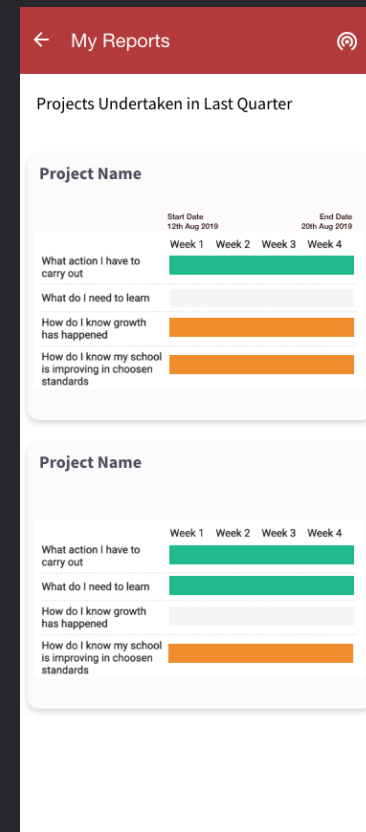 My Reports
Projects Undertaken in Last Quarter
Project Name
Start Date End Date
12th Aug 2019 20th Aug 2019
Week 1 Week 2 Week 3 Week 4
What action I have to
carry out
What do I need to learn
How do I know growth
has happened
How do I know my school
is improving in choosen
standards
Project Name
Week 1 Week 2 Week 3 Week 4
What action I have to
carry out
What do I need to learn
How do I know growth
has happened
How do I know my school
is improving in choosen
standards